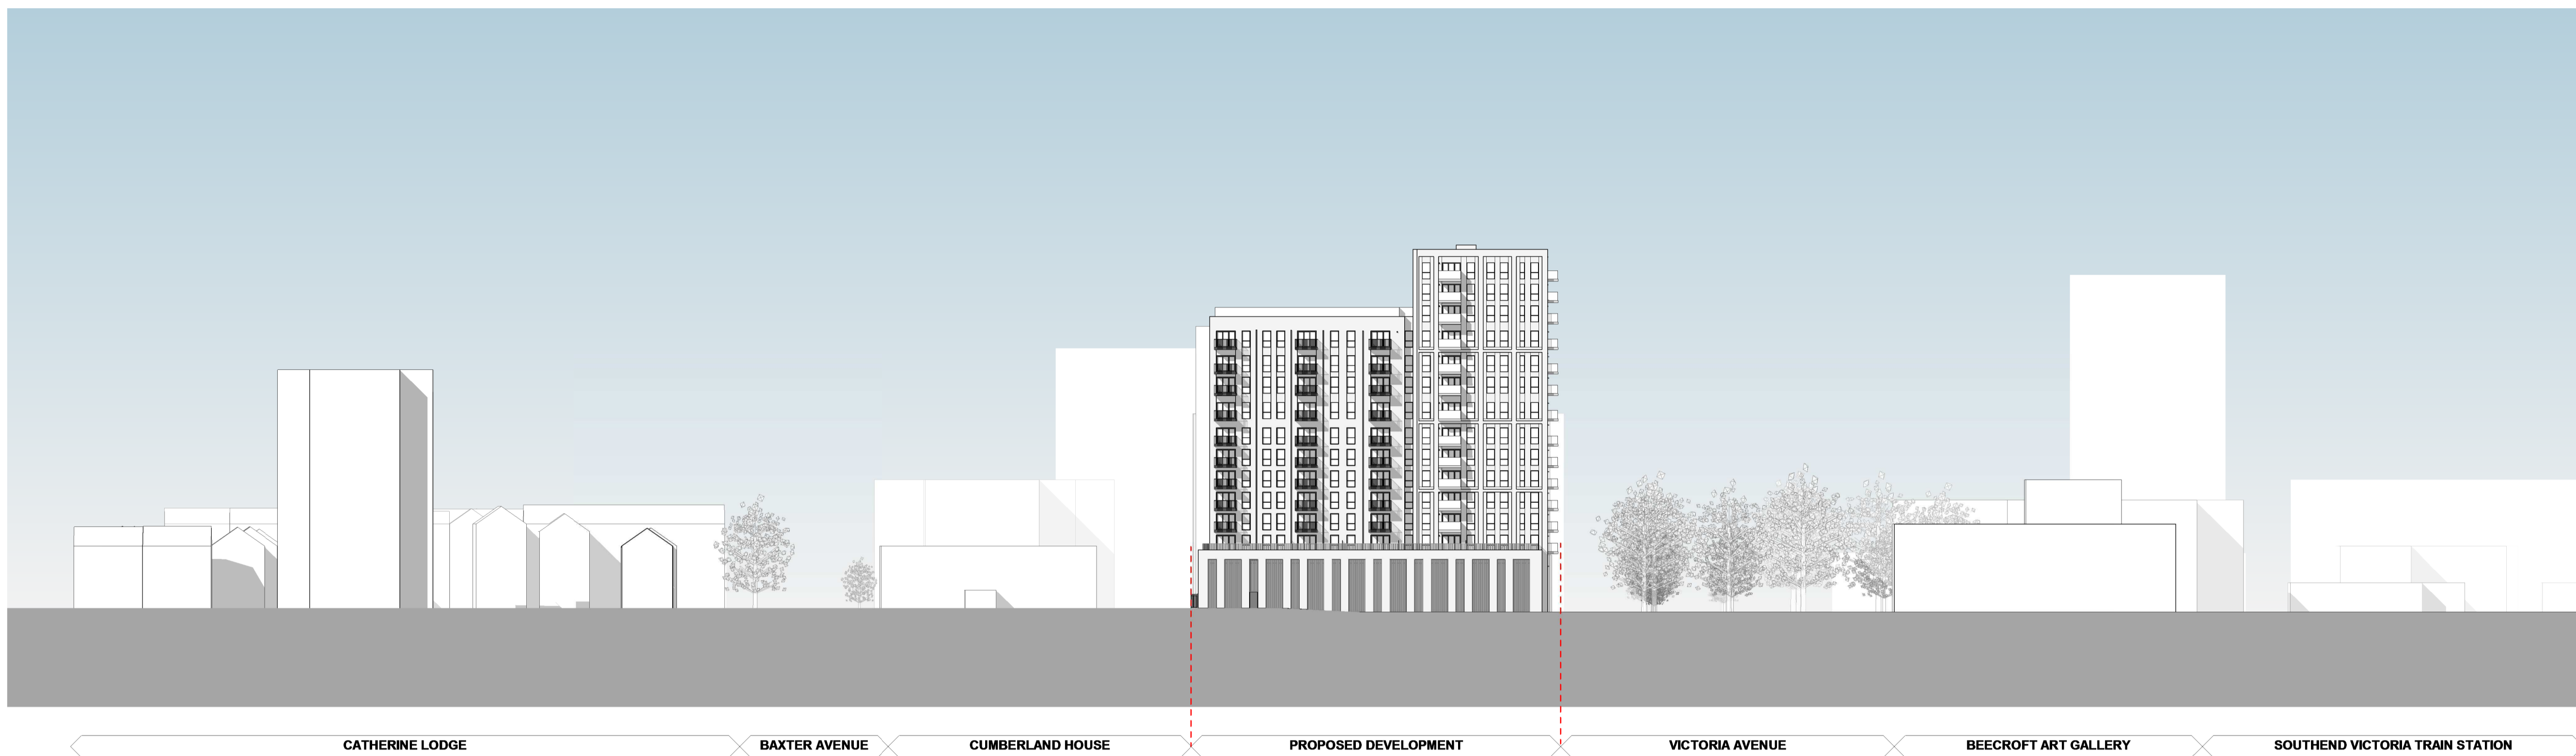 CATHERINE LODGE
BAXTER AVENUE
CUMBERLAND HOUSE
PROPOSED DEVELOPMENT
VICTORIA AVENUE
BEECROFT ART GALLERY
SOUTHEND VICTORIA TRAIN STATION